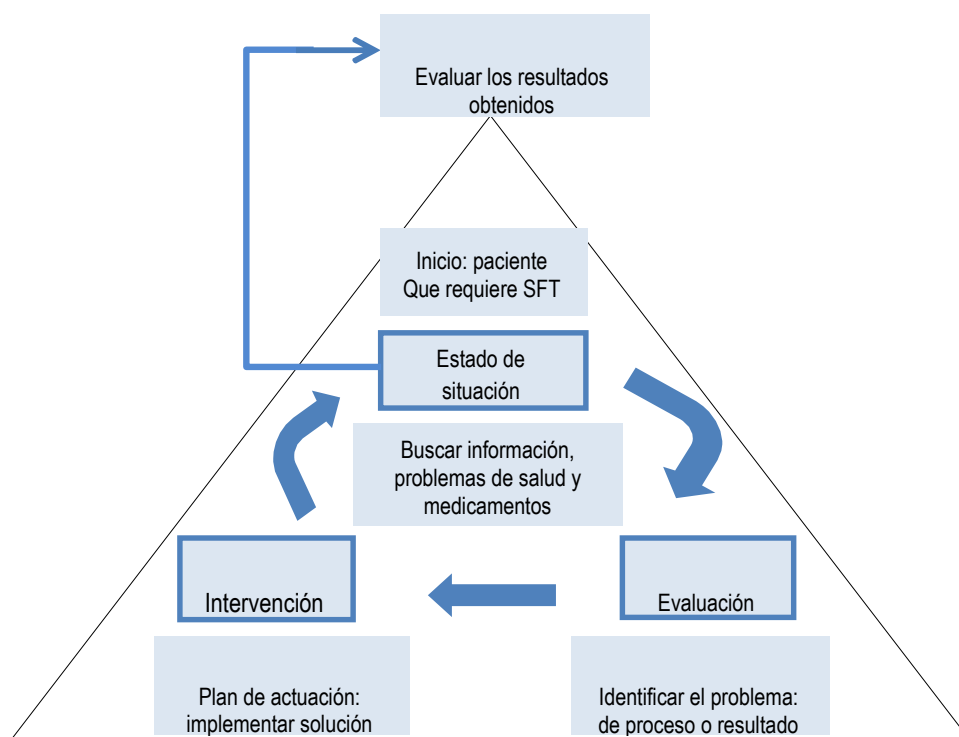 Evaluar los resultados
obtenidos
Inicio: paciente
Que requiere SFT
Estado de
situación
Buscar información,
problemas de salud y
medicamentos
Intervención
Evaluación
Plan de actuación:
implementar solución
Identificar el problema:
de proceso o resultado